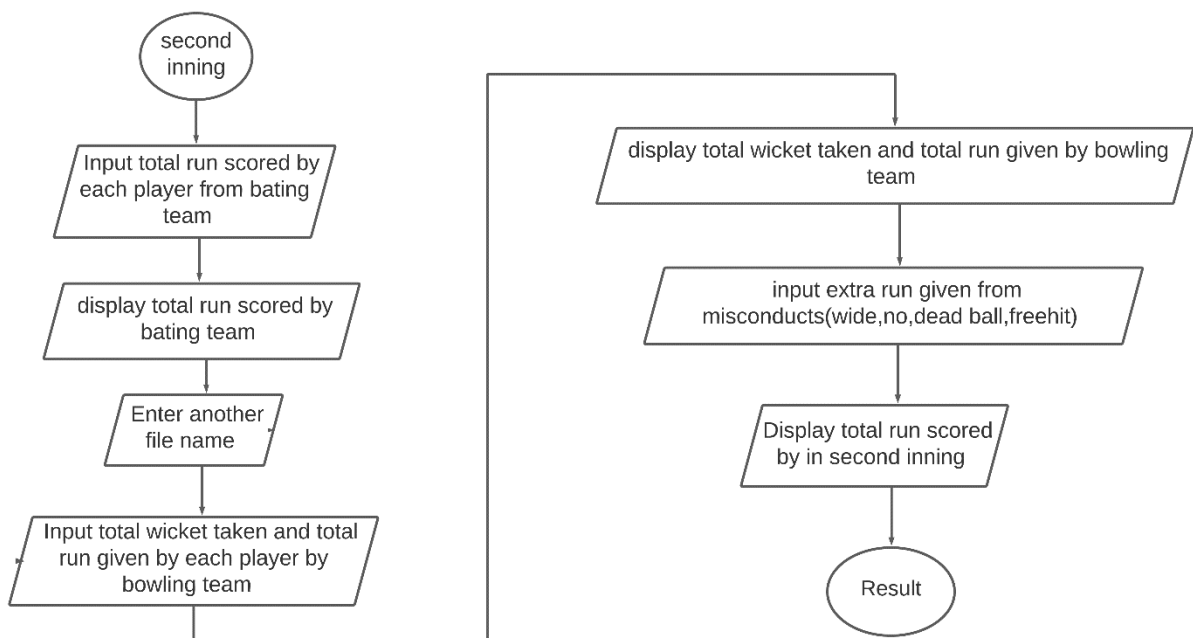 second
inning
Input total run scored by
each player from bating
team
display total run scored by
bating team
Enter another
file name
Input total wicket taken and total
run given by each player by
bowling team
display total wicket taken and total run given by bowling
team
input extra run given from
misconducts(wide,no,dead ball,freehit)
Display total run scored
by in second inning
Result